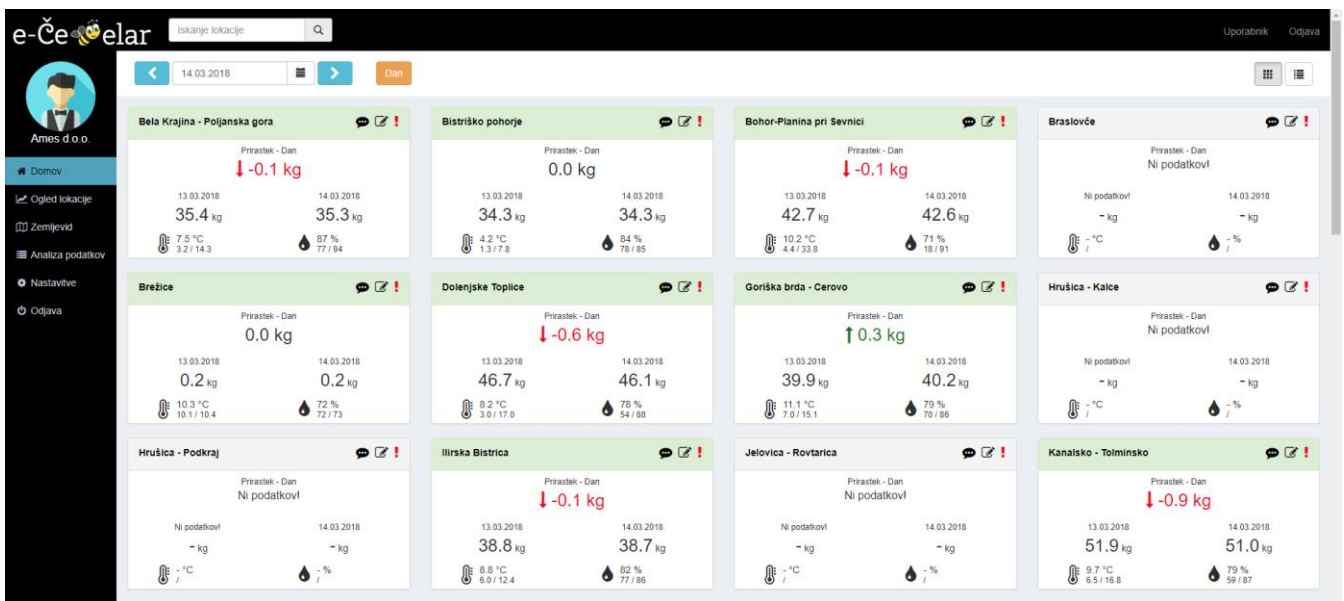 e-Čebelar
Iskanje lokacije
Uporabnik Odjava
Ames d.o.o.
Domov
Ogled lokacije
Zemljevid
Analiza podatkov
Nastavitve
Odjava
14.03.2018
Dan
Bela Krajina - Poljanska gora
Prirastek - Dan
-0.1 kg
13.03.2018 14.03.2018
35.4 kg 35.3 kg
7.5 °C 87 %
3.2 / 14.3 77 / 94
Bistriško pohorje
Prirastek - Dan
0.0 kg
13.03.2018 14.03.2018
34.3 kg 34.3 kg
4.2 °C 84 %
1.3 / 7.8 78 / 85
Bohor-Planina pri Sevnici
Prirastek - Dan
-0.1 kg
13.03.2018 14.03.2018
42.7 kg 42.6 kg
10.2 °C 71 %
4.4 / 33.8 18 / 91
Braslovče
Prirastek - Dan
Ni podatkov!
Ni podatkov! 14.03.2018
- kg - kg
- °C - %
/ /
Brežice
Prirastek - Dan
0.0 kg
13.03.2018 14.03.2018
0.2 kg 0.2 kg
10.3 °C 72 %
10.1 / 10.4 72 / 73
Dolenjske Toplice
Prirastek - Dan
-0.6 kg
13.03.2018 14.03.2018
46.7 kg 46.1 kg
8.2 °C 78 %
3.0 / 17.0 54 / 88
Goriška brda - Cerovo
Prirastek - Dan
0.3 kg
13.03.2018 14.03.2018
39.9 kg 40.2 kg
11.1 °C 79 %
7.0 / 15.1 70 / 86
Hrušica - Kalce
Prirastek - Dan
Ni podatkov!
Ni podatkov! 14.03.2018
- kg - kg
- °C - %
/ /
Hrušica - Podkraj
Prirastek - Dan
Ni podatkov!
Ni podatkov! 14.03.2018
- kg - kg
- °C - %
/ /
Ilirska Bistrica
Prirastek - Dan
-0.1 kg
13.03.2018 14.03.2018
38.8 kg 38.7 kg
8.8 °C 82 %
6.0 / 12.4 77 / 86
Jelovica - Rovtarica
Prirastek - Dan
Ni podatkov!
Ni podatkov! 14.03.2018
- kg - kg
- °C - %
/ /
Kanalsko - Tolminsko
Prirastek - Dan
-0.9 kg
13.03.2018 14.03.2018
51.9 kg 51.0 kg
9.7 °C 79 %
6.5 / 16.8 59 / 87